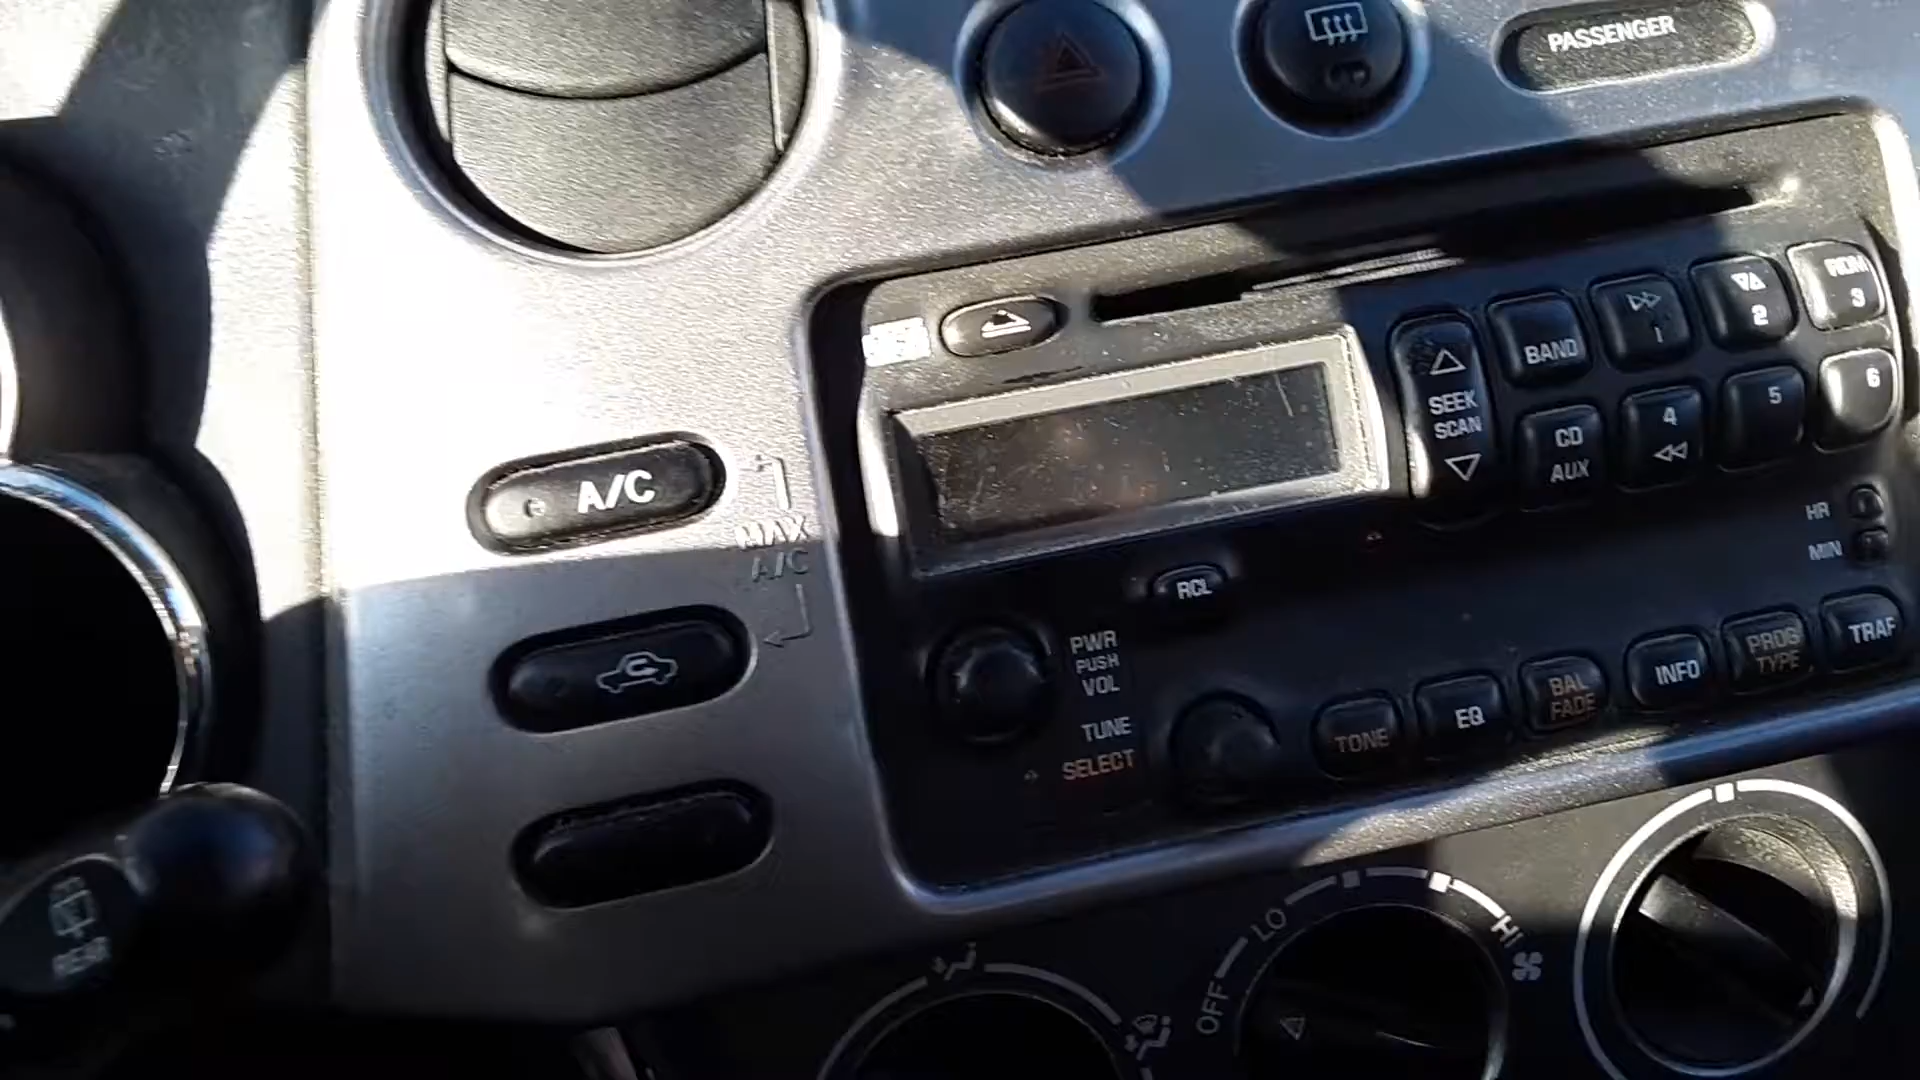 PASSENGER
RDM
3
2
1
BAND
SEEK
SCAN
CD
AUX
4
5
6
A/C
MAX
A/C
HR
MIN
RCL
PWR
PUSH
VOL
TUNE
SELECT
TONE
EQ
BAL
FADE
INFO
PROG
TYPE
TRAF
REAR
OFF
LO
HI